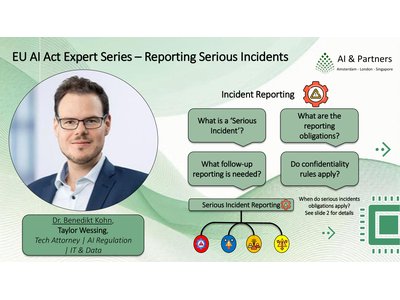 EU AI Act Expert Series – Reporting Serious Incidents
AI & Partners
Amsterdam - London - Singapore
Incident Reporting
What is a ‘Serious
Incident’?
What are the
reporting
obligations?
What follow-up
reporting is needed?
Do confidentiality
rules apply?
Serious Incident Reporting
When do serious incidents
obligations apply?
See slide 2 for details
Dr. Benedikt Kohn,
Taylor Wessing,
Tech Attorney | AI Regulation
| IT & Data